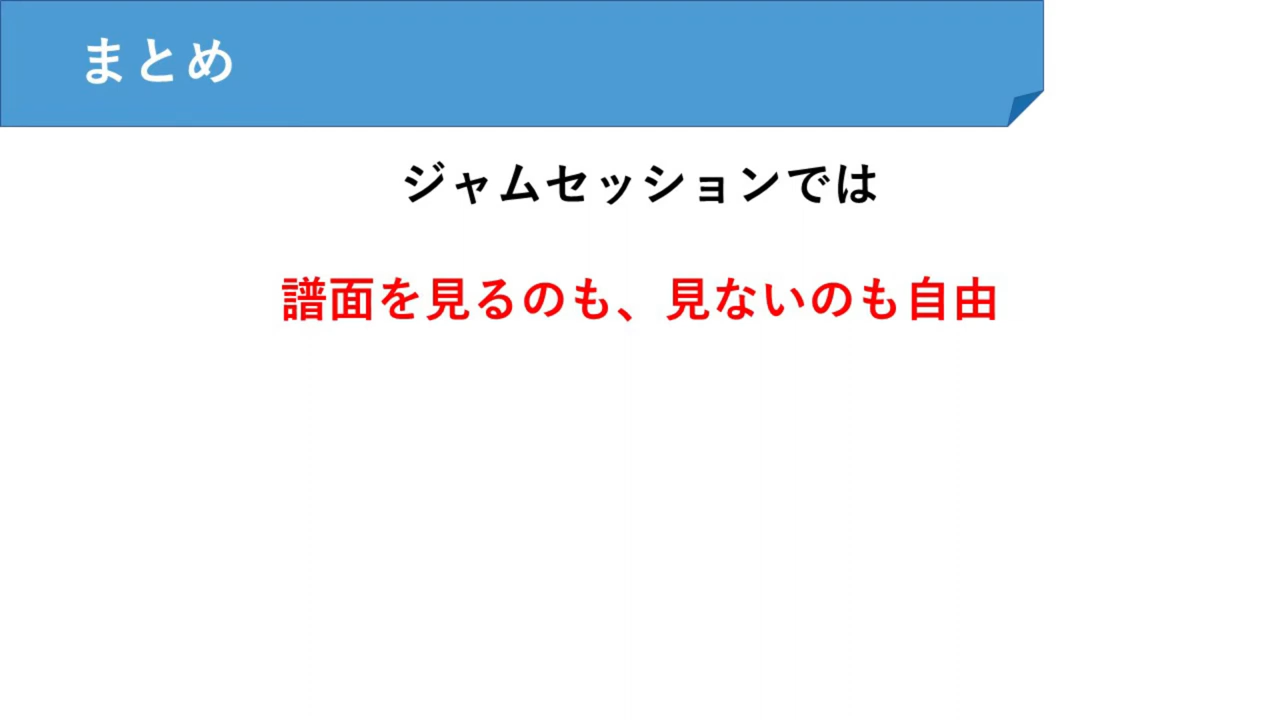 まとめ
ジャムセッションでは
譜面を見るのも、見ないのも自由